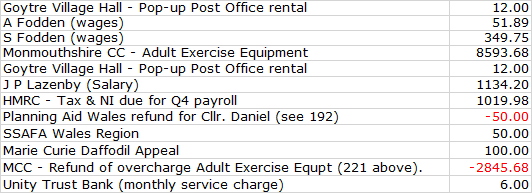 Goytre Village Hall - Pop-up Post Office rental 12.00
A Fodden (wages) 51.89
S Fodden (wages) 349.75
Monmouthshire CC - Adult Exercise Equipment 8593.68
Goytre Village Hall - Pop-up Post Office rental 12.00
J P Lazenby (Salary) 1134.20
HMRC - Tax & NI due for Q4 payroll 1019.98
Planning Aid Wales refund for Cllr. Daniel (see 192) -50.00
SSAFA Wales Region 50.00
Marie Curie Daffodil Appeal 100.00
MCC - Refund of overcharge Adult Exercise Equpt (221 above). -2845.68
Unity Trust Bank (monthly service charge) 6.00